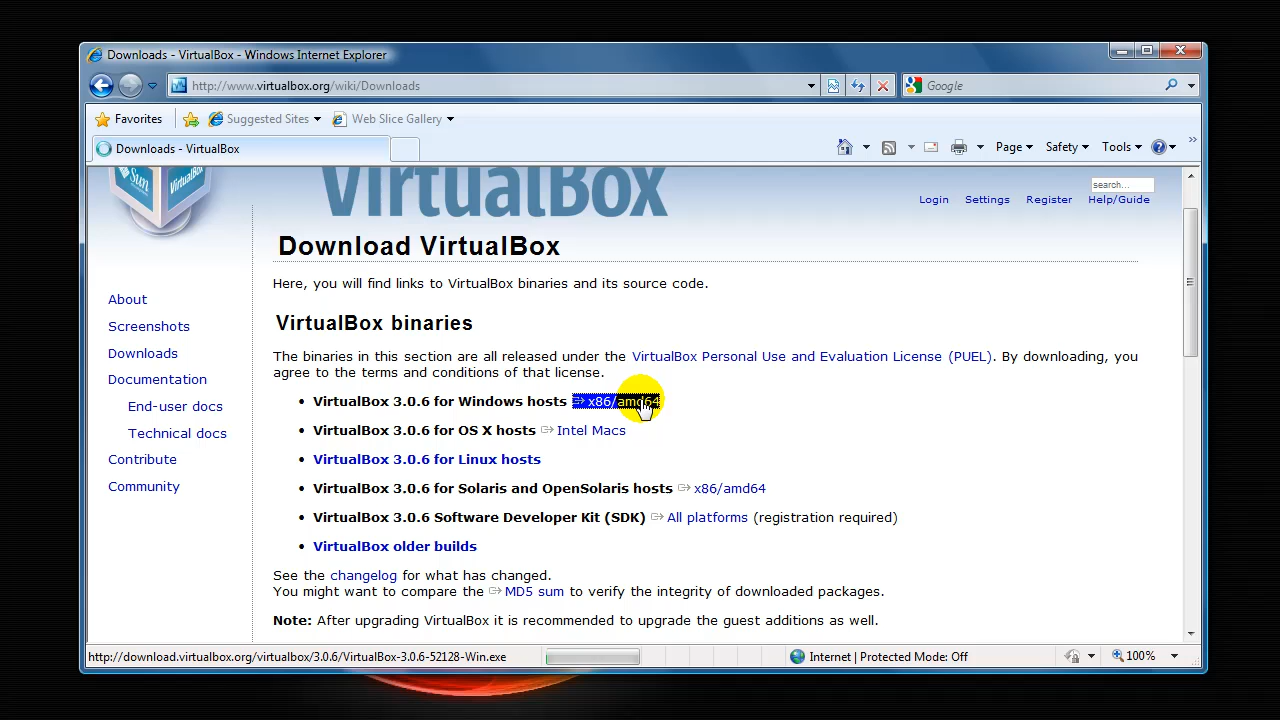 Downloads - VirtualBox - Windows Internet Explorer
http://www.virtualbox.org/wiki/Downloads
Google
Favorites
Suggested Sites
Web Slice Gallery
Downloads - VirtualBox
Page
Safety
Tools
Sun
VirtualBox
VirtualBox
search...
Login
Settings
Register
Help/Guide
About
Screenshots
Downloads
Documentation
End-user docs
Technical docs
Contribute
Community
Download VirtualBox
Here, you will find links to VirtualBox binaries and its source code.
VirtualBox binaries
The binaries in this section are all released under the VirtualBox Personal Use and Evaluation License (PUEL). By downloading, you
agree to the terms and conditions of that license.
• VirtualBox 3.0.6 for Windows hosts x86/amd64
• VirtualBox 3.0.6 for OS X hosts Intel Macs
• VirtualBox 3.0.6 for Linux hosts
• VirtualBox 3.0.6 for Solaris and OpenSolaris hosts x86/amd64
• VirtualBox 3.0.6 Software Developer Kit (SDK) All platforms (registration required)
• VirtualBox older builds
See the changelog for what has changed.
You might want to compare the MD5 sum to verify the integrity of downloaded packages.
Note: After upgrading VirtualBox it is recommended to upgrade the guest additions as well.
http://download.virtualbox.org/virtualbox/3.0.6/VirtualBox-3.0.6-52128-Win.exe
Internet | Protected Mode: Off
100%